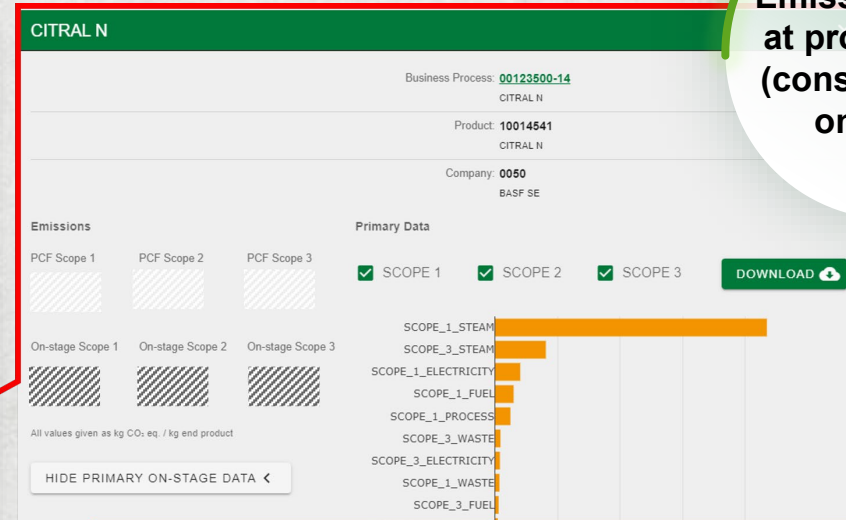 CITRAL N
at
Business Process: 00123500-14
CITRAL N
Product: 10014541
CITRAL N
Company: 0050
BASF SE
Emissions
Primary Data
PCF Scope 1 PCF Scope 2 PCF Scope 3
SCOPE 1 SCOPE 2 SCOPE 3 DOWNLOAD
On-stage Scope 1 On-stage Scope 2 On-stage Scope 3
All values given as kg CO₂ eq. / kg end product
HIDE PRIMARY ON-STAGE DATA <
SCOPE_1_STEAM
SCOPE_3_STEAM
SCOPE_1_ELECTRICITY
SCOPE_1_FUEL
SCOPE_1_PROCESS
SCOPE_3_WASTE
SCOPE_3_ELECTRICITY
SCOPE_1_WASTE
SCOPE_3_FUEL